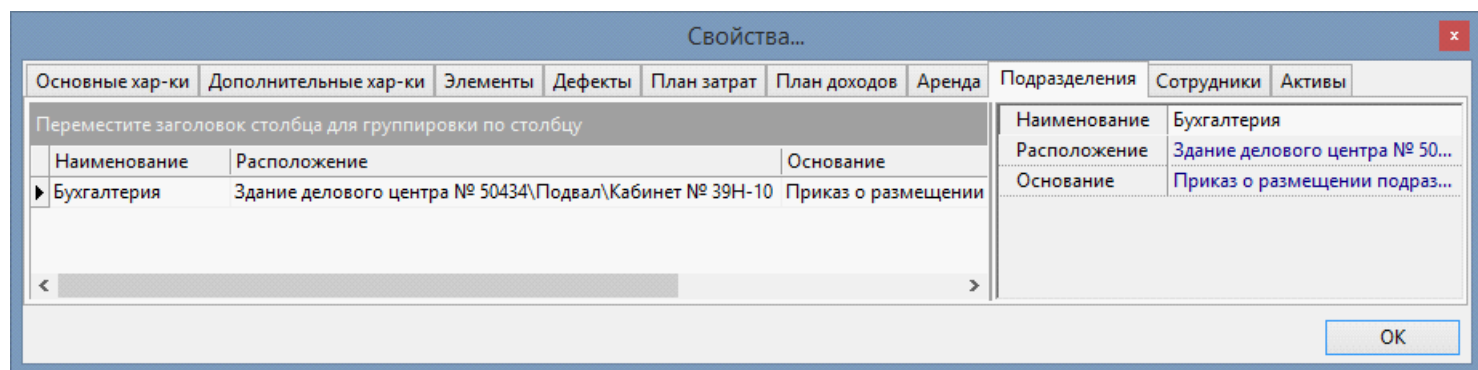 Свойства...
x
Основные хар-ки Дополнительные хар-ки Элементы Дефекты План затрат План доходов Аренда Подразделения Сотрудники Активы
Переместите заголовок столбца для группировки по столбцу
Наименование Расположение Основание
Бухгалтерия Здание делового центра № 50434\Подвал\Кабинет № 39Н-10 Приказ о размещении
Наименование Бухгалтерия
Расположение Здание делового центра № 50...
Основание Приказ о размещении подраз...
ОК